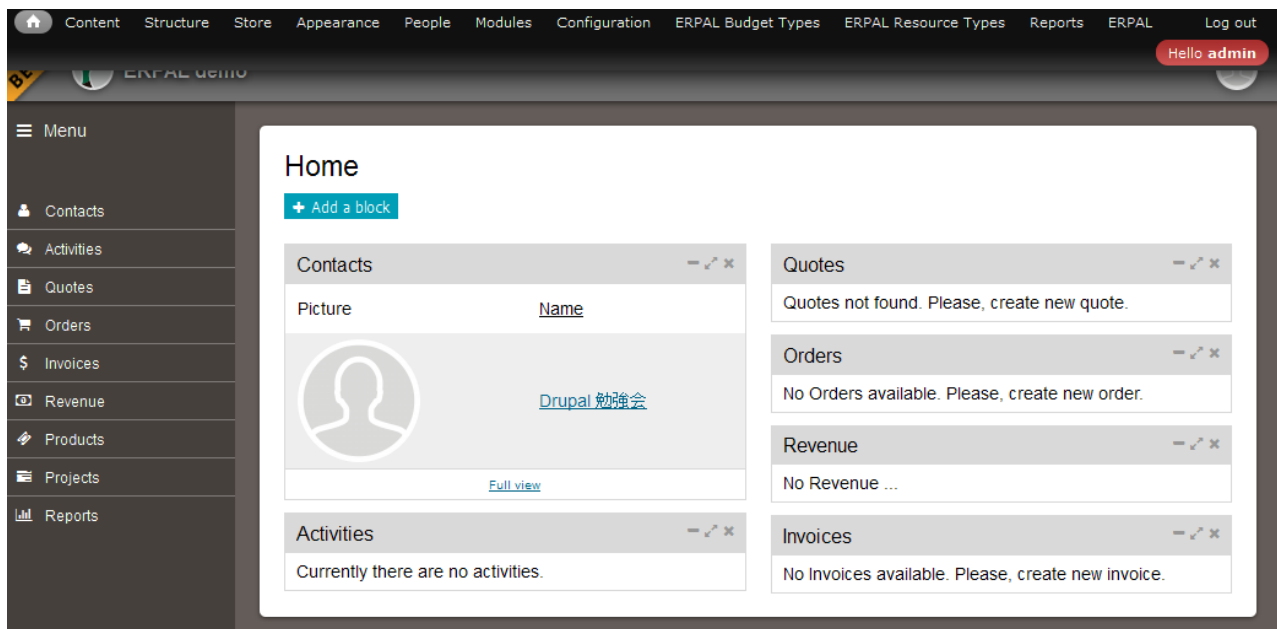 Content Structure Store Appearance People Modules Configuration ERPAL Budget Types ERPAL Resource Types Reports ERPAL Log out
Hello admin
ERPAL demo
Menu
Home
Add a block
Contacts
Activities
Quotes
Orders
Invoices
Revenue
Products
Projects
Reports
Contacts
Picture Name
Drupal 勉強会
Full view
Activities
Currently there are no activities.
Quotes
Quotes not found. Please, create new quote.
Orders
No Orders available. Please, create new order.
Revenue
No Revenue ...
Invoices
No Invoices available. Please, create new invoice.